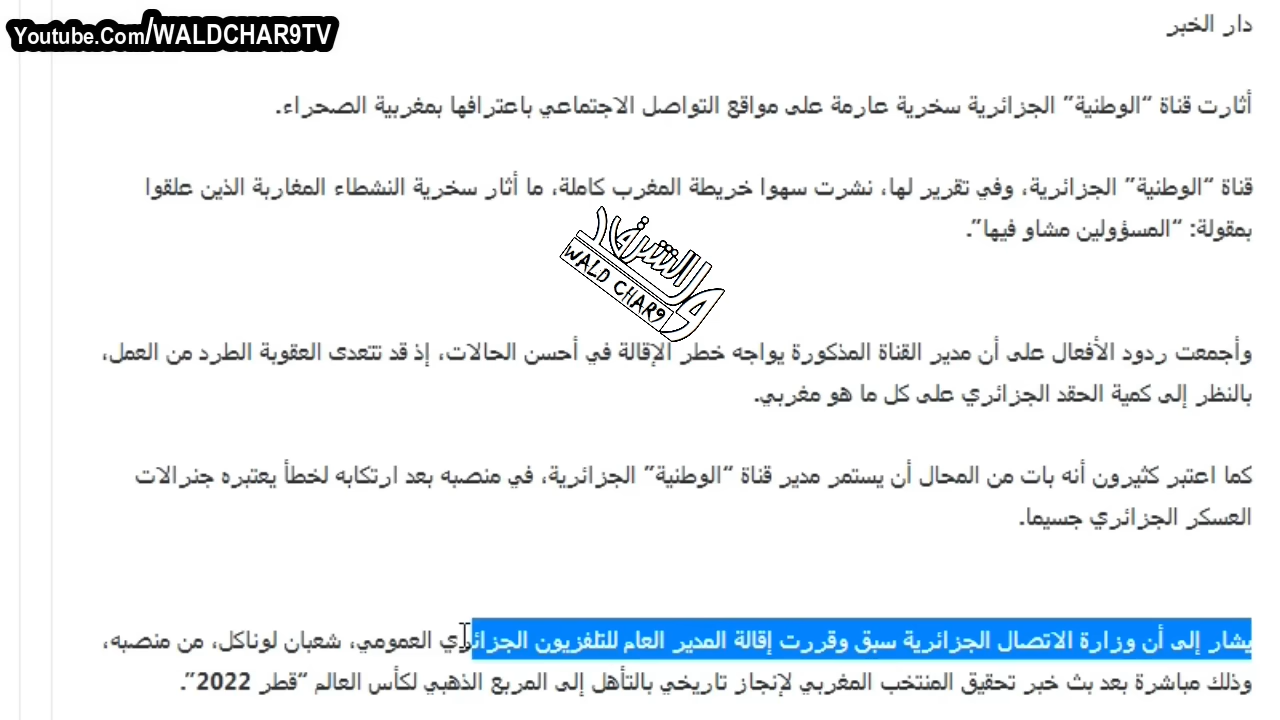 Youtube.Com/WALDCHAR9TV
دار الخبر
أثارت قناة “الوطنية” الجزائرية سخرية عارمة على مواقع التواصل الاجتماعي باعترافها بمغربية الصحراء.
قناة “الوطنية” الجزائرية، وفي تقرير لها، نشرت سهوا خريطة المغرب كاملة، ما أثار سخرية النشطاء المغاربة الذين علقوا
بمقولة: “المسؤولين مشاو فيها”.
ولد الشرفاء
WALD CHAR9
وأجمعت ردود الأفعال على أن مدير القناة المذكورة يواجه خطر الإقالة في أحسن الحالات، إذ قد تتعدى العقوبة الطرد من العمل،
بالنظر إلى كمية الحقد الجزائري على كل ما هو مغربي.
كما اعتبر كثيرون أنه بات من المحال أن يستمر مدير قناة “الوطنية” الجزائرية، في منصبه بعد ارتكابه لخطأ يعتبره جنرالات
العسكر الجزائري جسيما.
يشار إلى أن وزارة الاتصال الجزائرية سبق وقررت إقالة المدير العام للتلفزيون الجزائري العمومي، شعبان لوناكل، من منصبه،
وذلك مباشرة بعد بث خبر تحقيق المنتخب المغربي لإنجاز تاريخي بالتأهل إلى المربع الذهبي لكأس العالم “قطر 2022”.